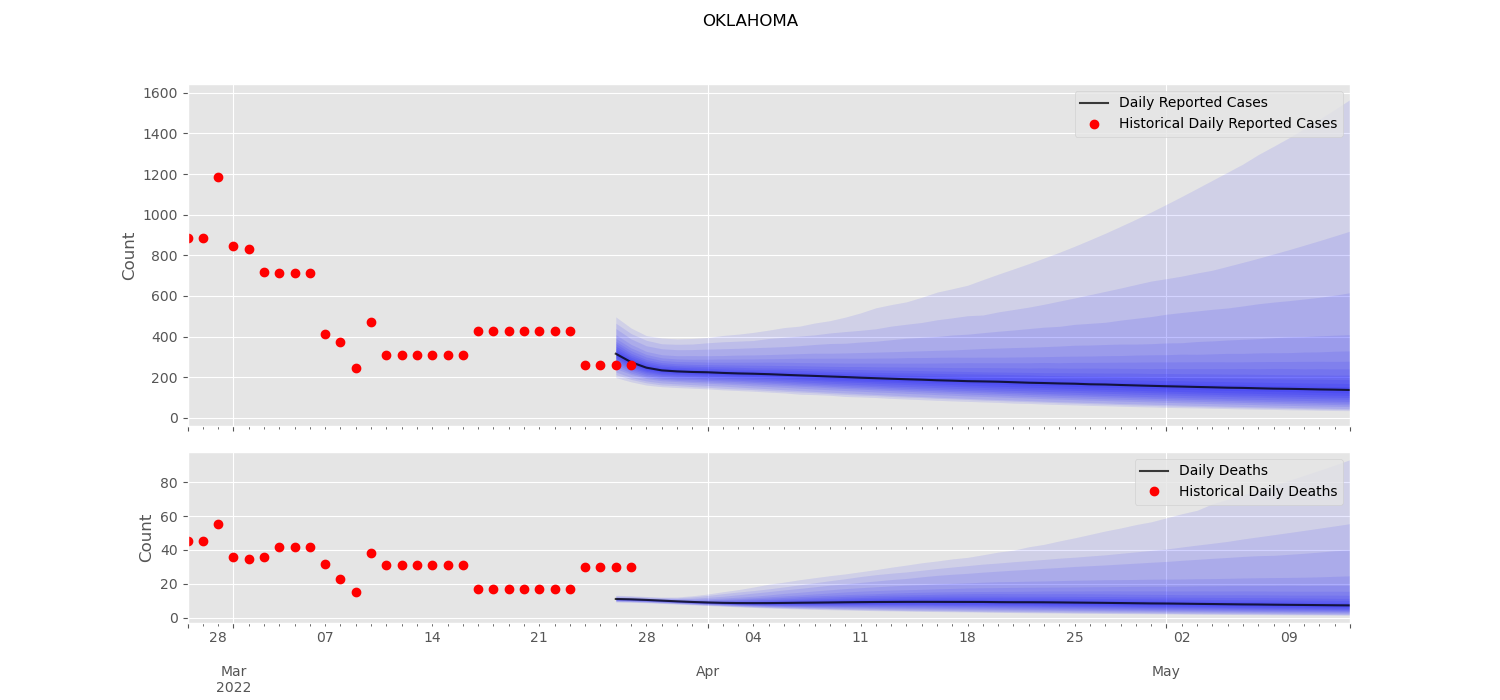 OKLAHOMA
1600
1400
1200
1000
800
600
400
200
0
Count
Daily Reported Cases
Historical Daily Reported Cases
80
60
40
20
0
Count
Daily Deaths
Historical Daily Deaths
28 07 14 21 28 04 11 18 25 02 09
Mar Apr May
2022